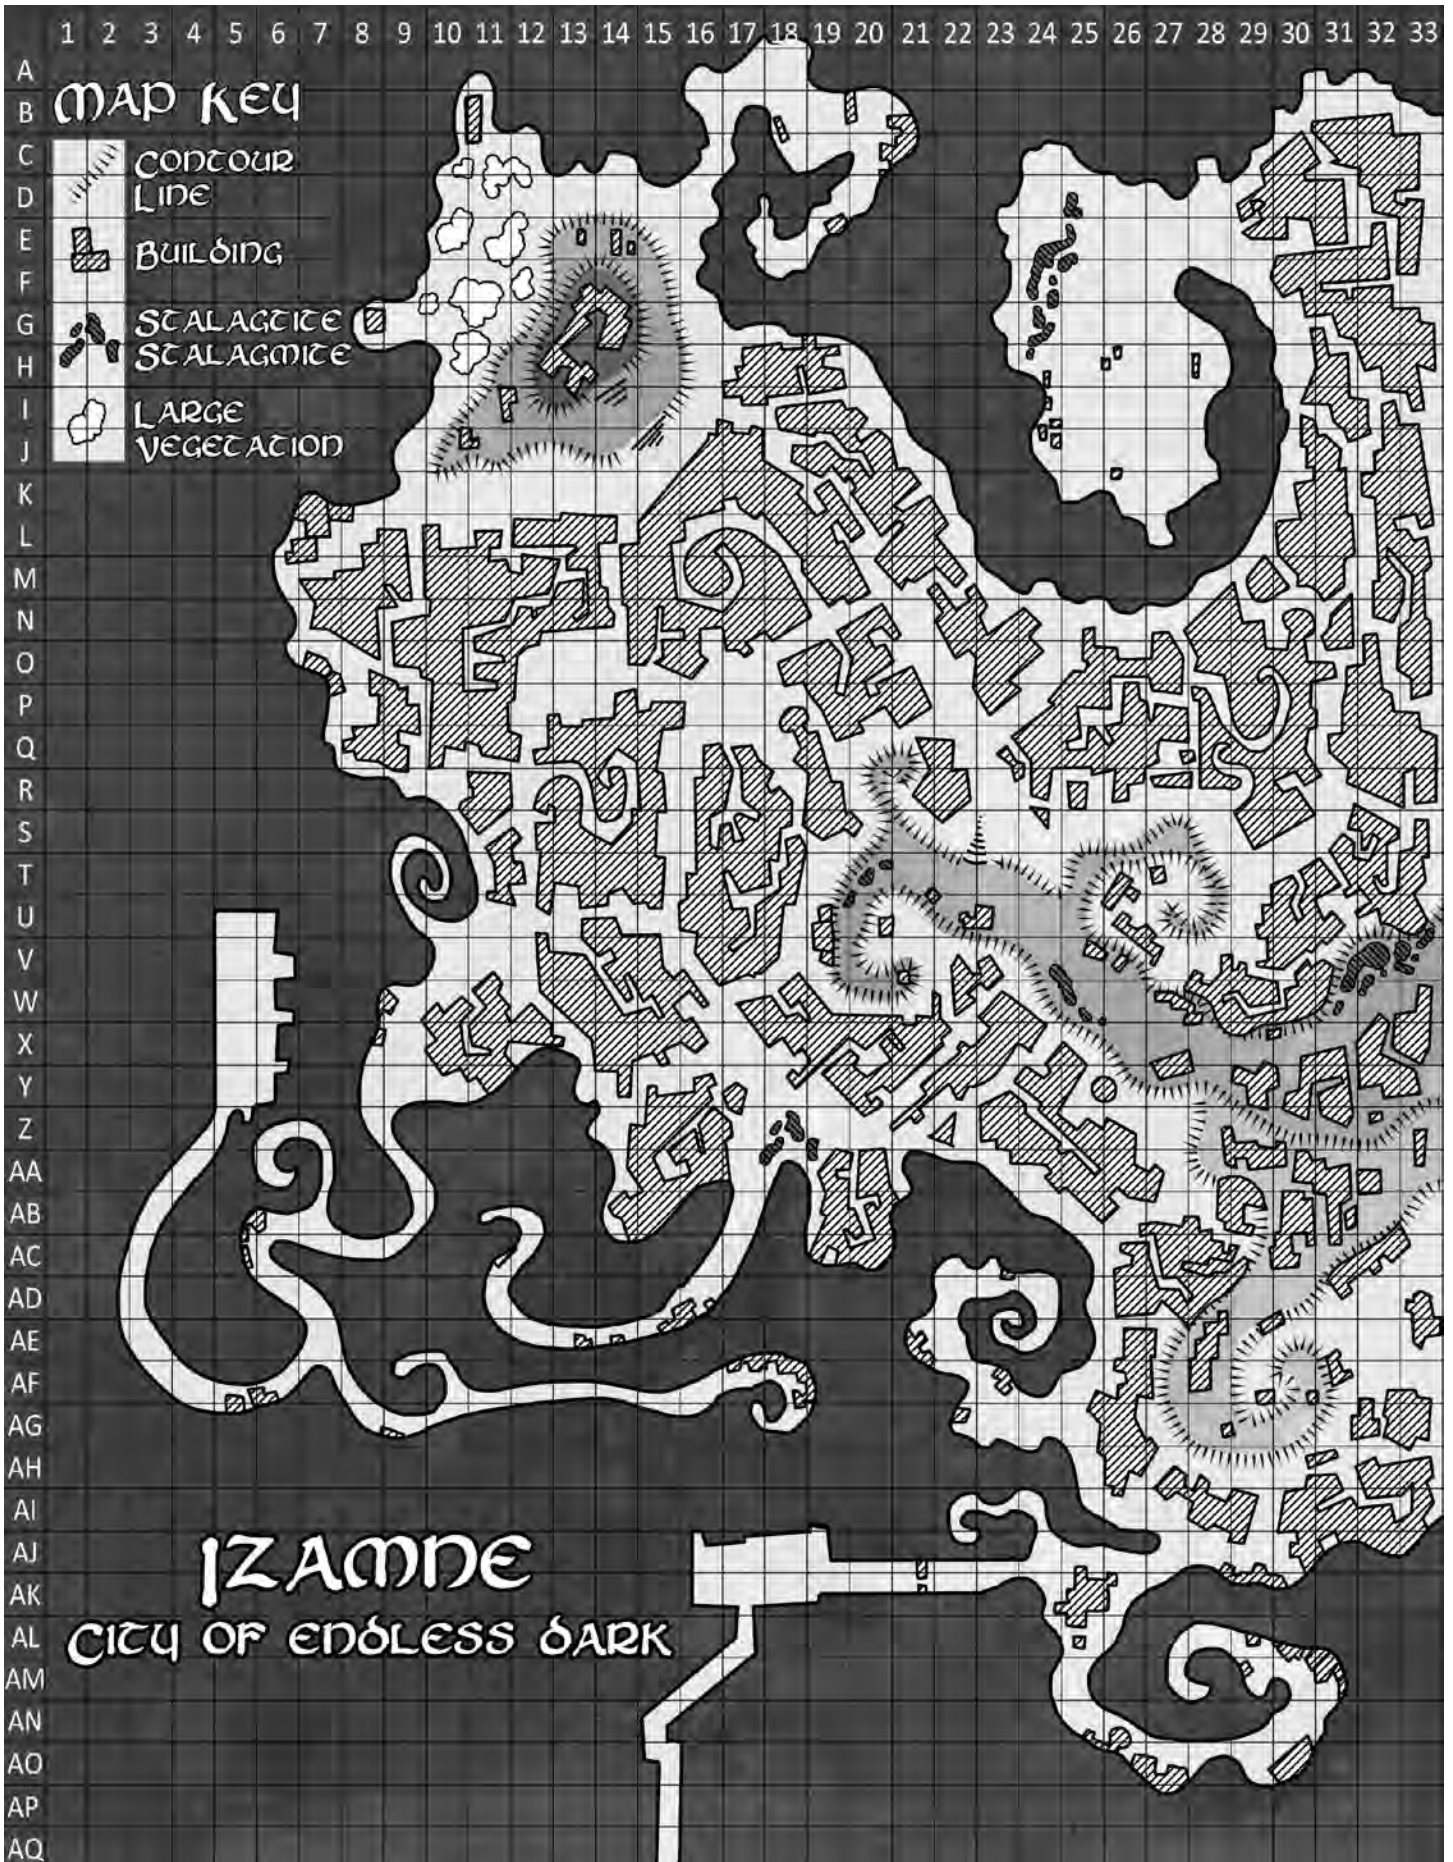 1 2 3 4 5 6 7 8 9 10 11 12 13 14 15 16 17 18 19 20 21 22 23 24 25 26 27 28 29 30 31 32 33
A
MAP KEY
B
C
CONTOUR
LINE
D
E
BUILDING
F
G
STALACTITE
STALAGMITE
H
I
LARGE
VEGETATION
J
K
L
M
N
O
P
Q
R
S
T
U
V
W
X
Y
Z
AA
AB
AC
AD
AE
AF
AG
AH
AI
AJ
IZAMNE
AK
AL
CITY OF ENDLESS DARK
AM
AN
AO
AP
AQ